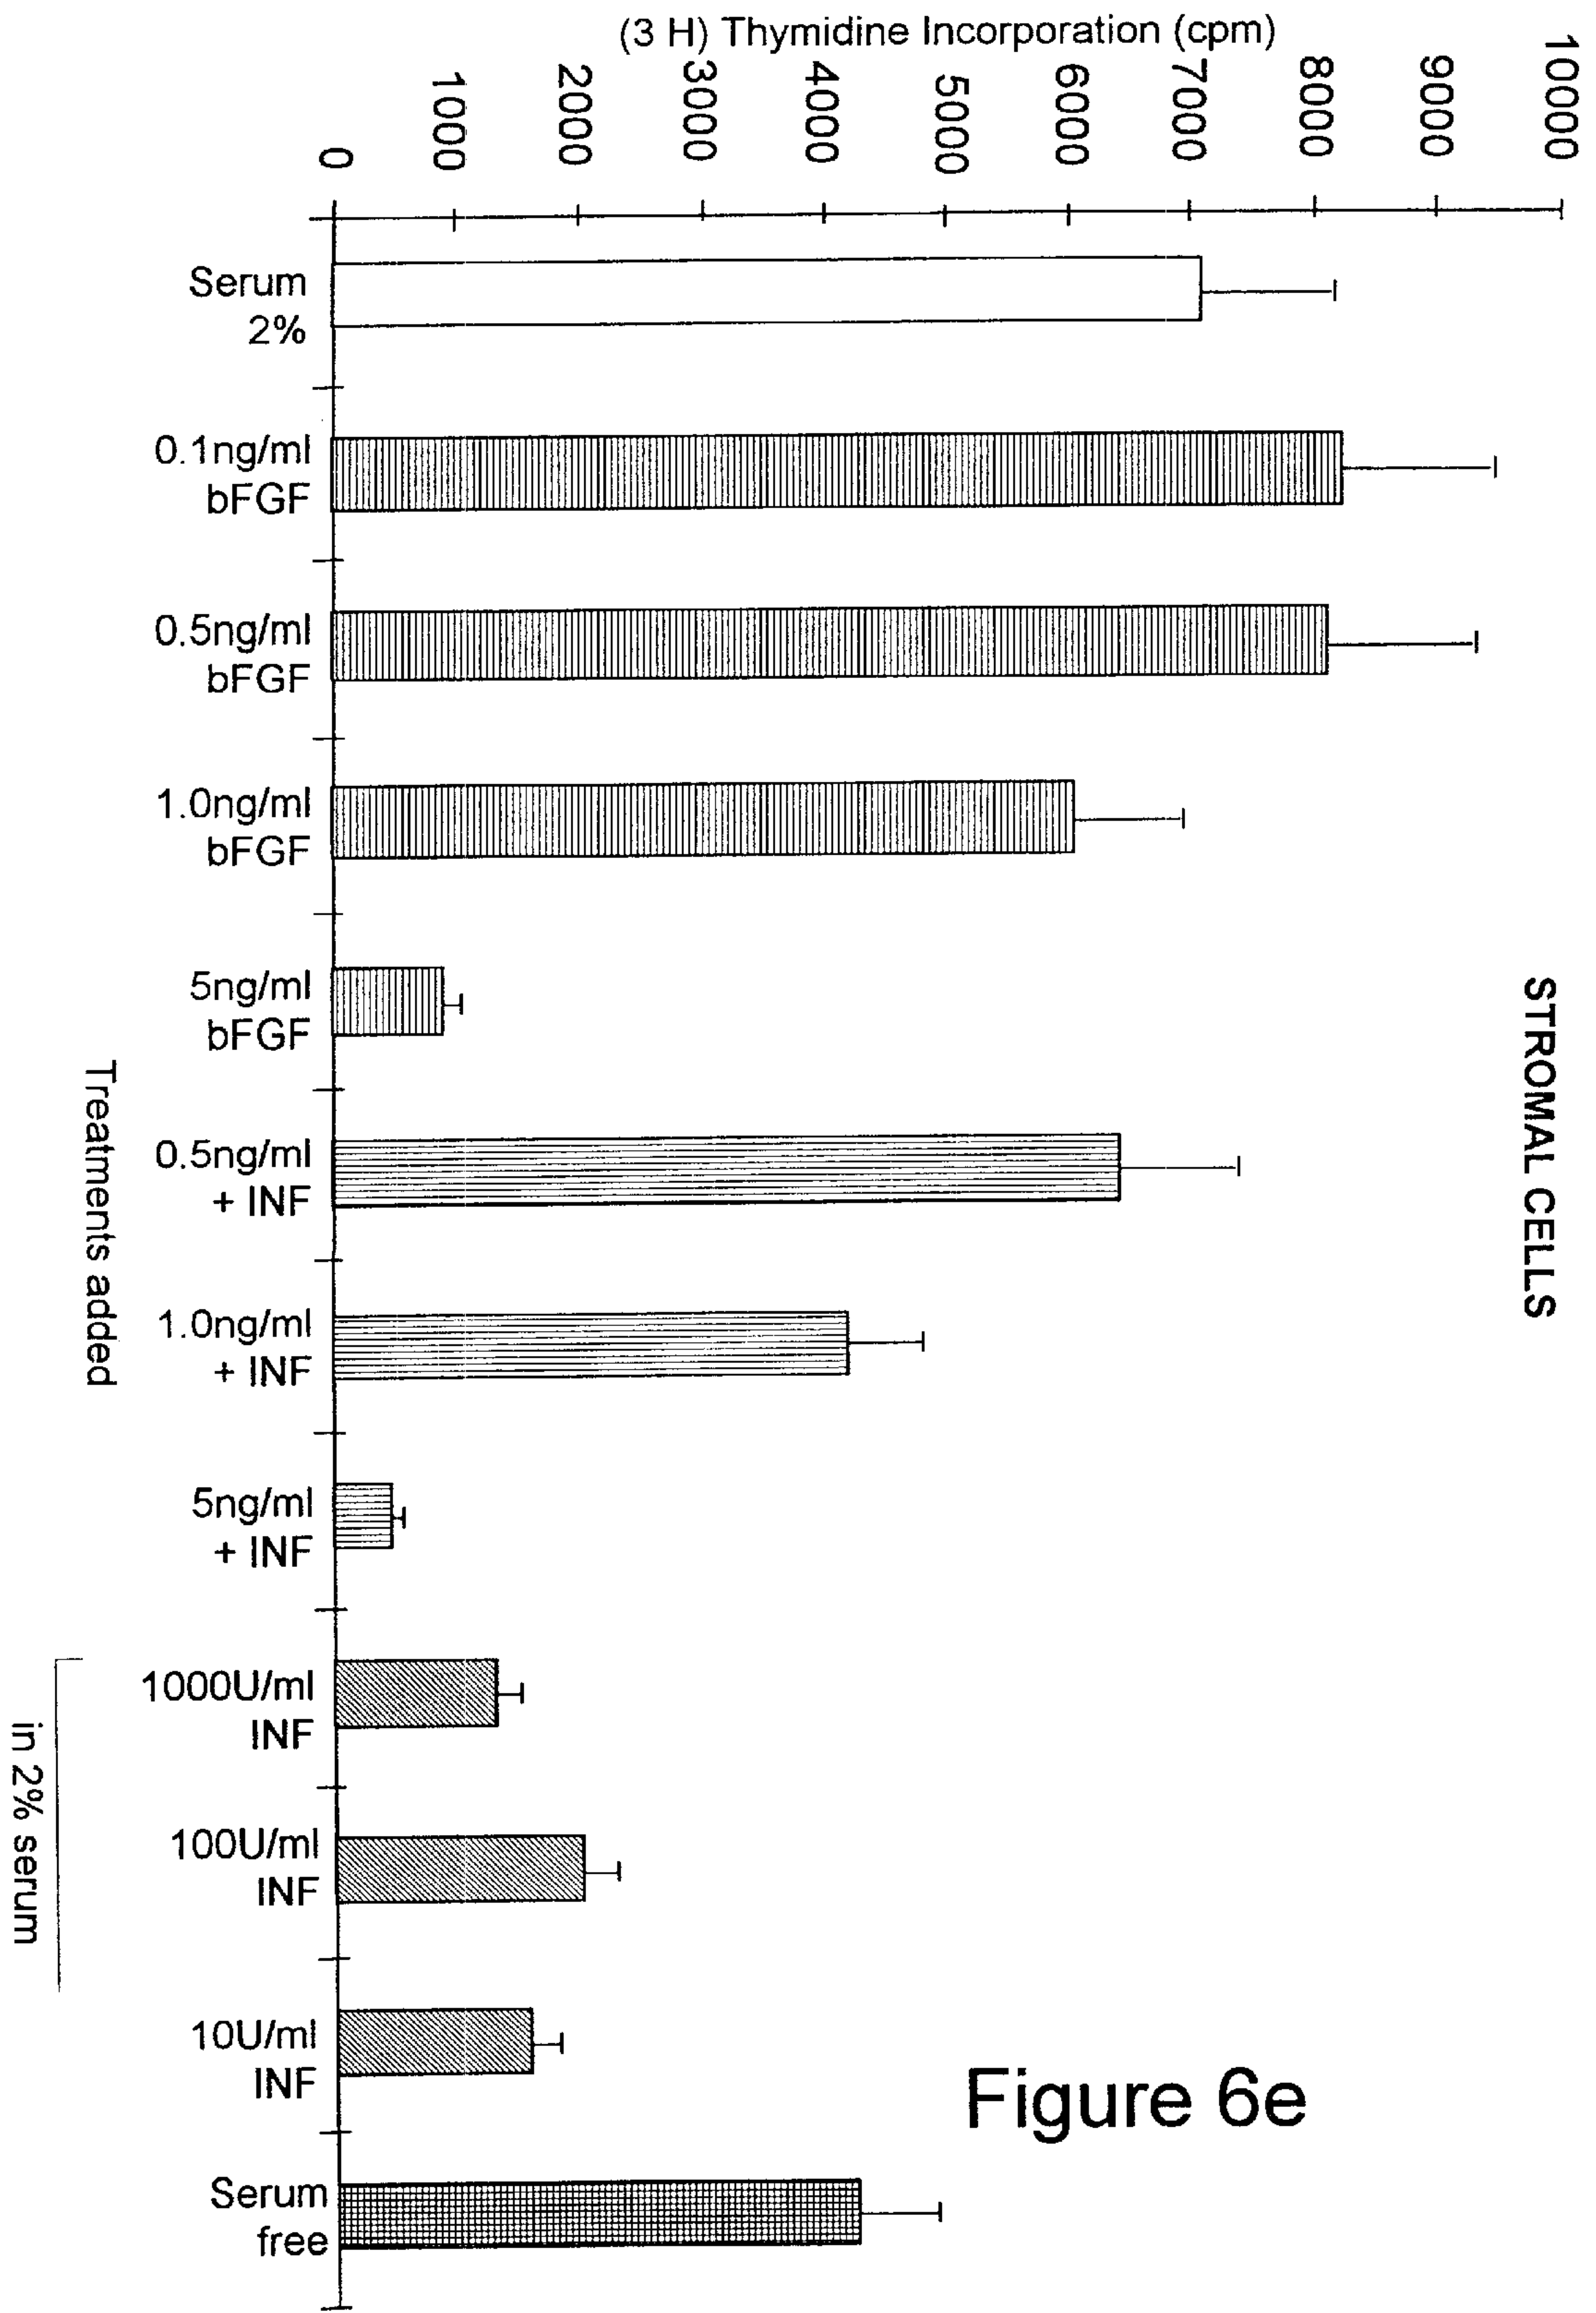 STROMAL CELLS
(3 H) Thymidine Incorporation (cpm)
10000
9000
8000
7000
6000
5000
4000
3000
2000
1000
0
Serum
2%
0.1ng/ml
bFGF
0.5ng/ml
bFGF
1.0ng/ml
bFGF
5ng/ml
bFGF
0.5ng/ml
+ INF
1.0ng/ml
+ INF
5ng/ml
+ INF
1000U/ml
INF
100U/ml
INF
10U/ml
INF
Serum
free
Treatments added
in 2% serum
Figure 6e